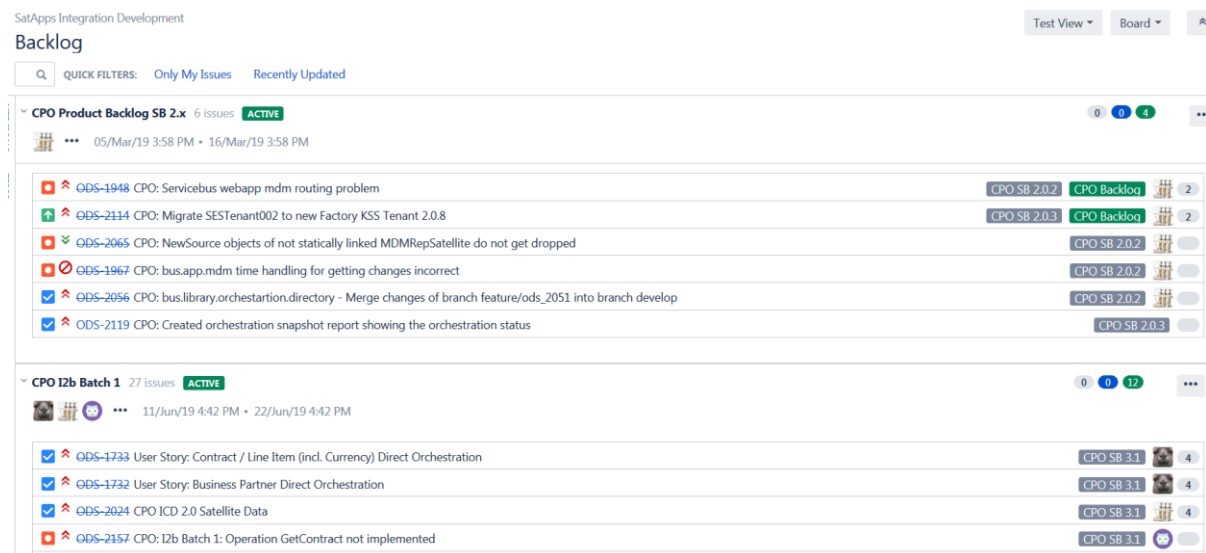 SatApps Integration Development
Test View Board
Backlog
QUICK FILTERS: Only My Issues Recently Updated
CPO Product Backlog SB 2.x 6 issues ACTIVE 0 0 4
05/Mar/19 3:58 PM • 16/Mar/19 3:58 PM
ODS-1948 CPO: Servicebus webapp mdm routing problem CPO SB 2.0.2 CPO Backlog 2
ODS-2114 CPO: Migrate SESTenant002 to new Factory KSS Tenant 2.0.8 CPO SB 2.0.3 CPO Backlog 2
ODS-2065 CPO: NewSource objects of not statically linked MDMRepSatellite do not get dropped CPO SB 2.0.2
ODS-1967 CPO: bus.app.mdm time handling for getting changes incorrect CPO SB 2.0.2
ODS-2056 CPO: bus.library.orchestartion.directory - Merge changes of branch feature/ods_2051 into branch develop CPO SB 2.0.2
ODS-2119 CPO: Created orchestration snapshot report showing the orchestration status CPO SB 2.0.3
CPO I2b Batch 1 27 issues ACTIVE 0 0 12
11/Jun/19 4:42 PM • 22/Jun/19 4:42 PM
ODS-1733 User Story: Contract / Line Item (incl. Currency) Direct Orchestration CPO SB 3.1 4
ODS-1732 User Story: Business Partner Direct Orchestration CPO SB 3.1 4
ODS-2024 CPO ICD 2.0 Satellite Data CPO SB 3.1 4
ODS-2157 CPO: I2b Batch 1: Operation GetContract not implemented CPO SB 3.1